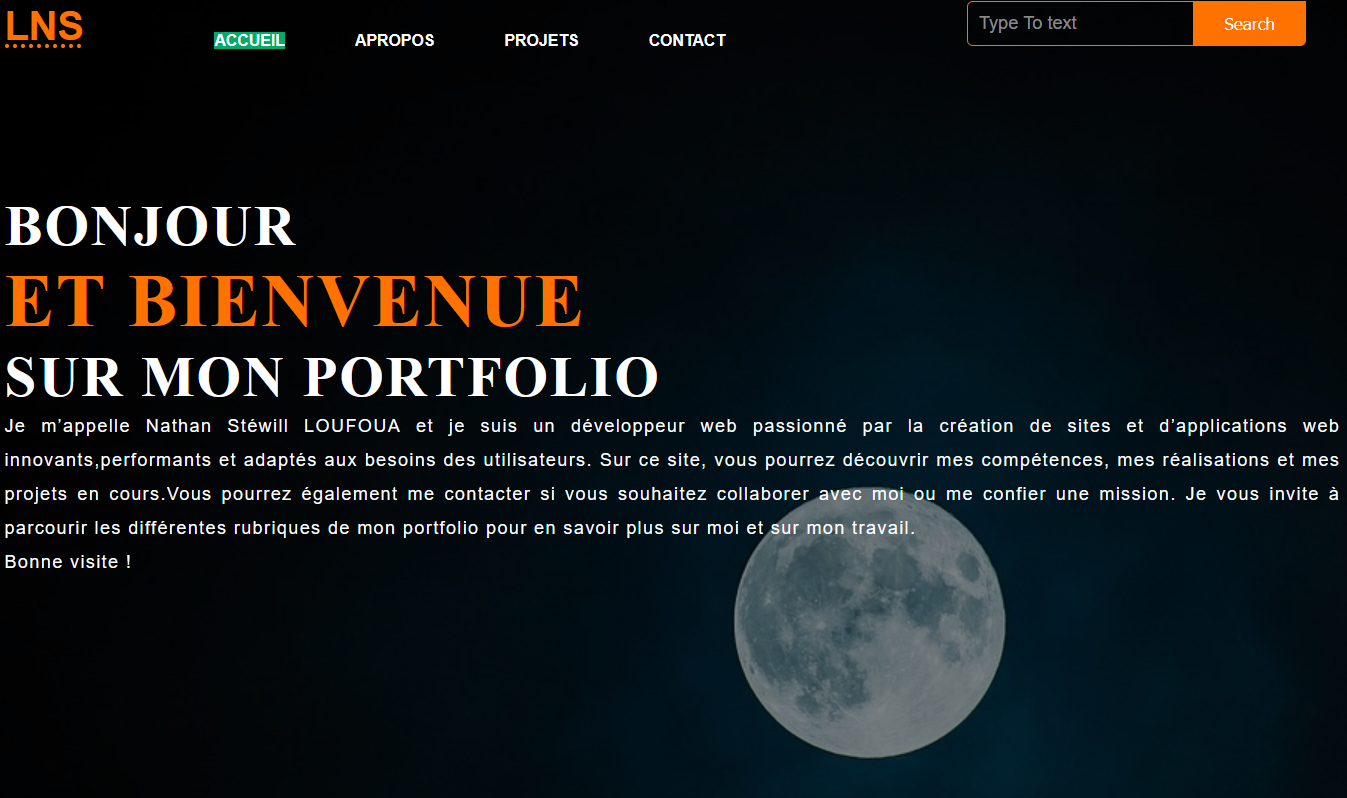 LNS
ACCUEIL APROPOS PROJETS CONTACT
Type To text Search
BONJOUR
ET BIENVENUE
SUR MON PORTFOLIO
Je m’appelle Nathan Stéwill LOUFOUA et je suis un développeur web passionné par la création de sites et d’applications web
innovants,performants et adaptés aux besoins des utilisateurs. Sur ce site, vous pourrez découvrir mes compétences, mes réalisations et mes
projets en cours.Vous pourrez également me contacter si vous souhaitez collaborer avec moi ou me confier une mission. Je vous invite à
parcourir les différentes rubriques de mon portfolio pour en savoir plus sur moi et sur mon travail.
Bonne visite !